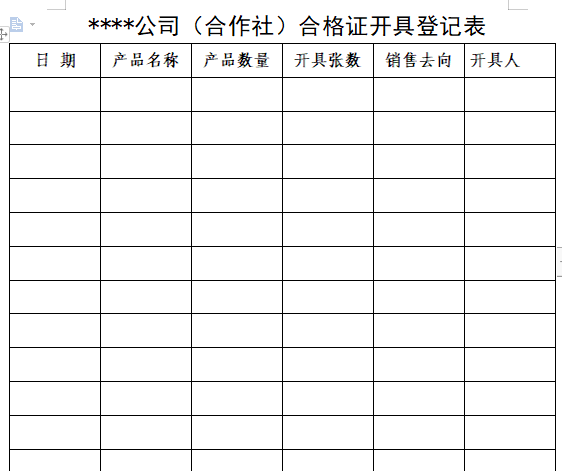 ****公司（合作社）合格证开具登记表
日 期 产品名称 产品数量 开具张数 销售去向 开具人